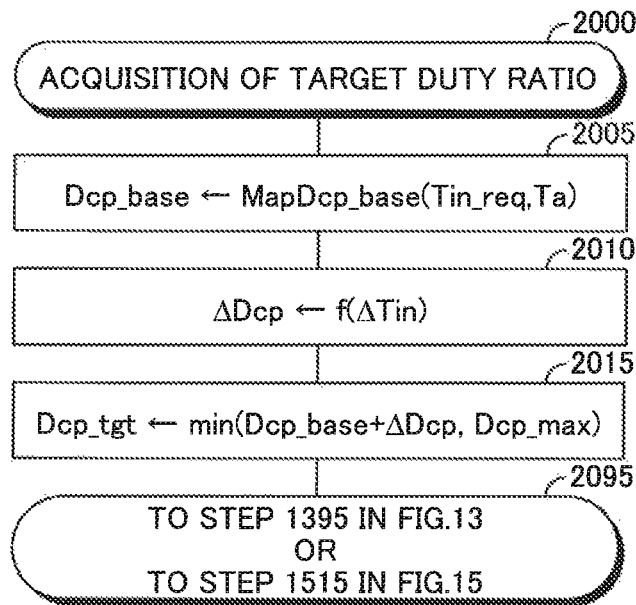 2000
ACQUISITION OF TARGET DUTY RATIO
2005
Dcp_base ← MapDcp_base(Tin_req,Ta)
2010
ΔDcp ← f(ΔTin)
2015
Dcp_tgt ← min(Dcp_base+ΔDcp, Dcp_max)
2095
TO STEP 1395 IN FIG.13
OR
TO STEP 1515 IN FIG.15